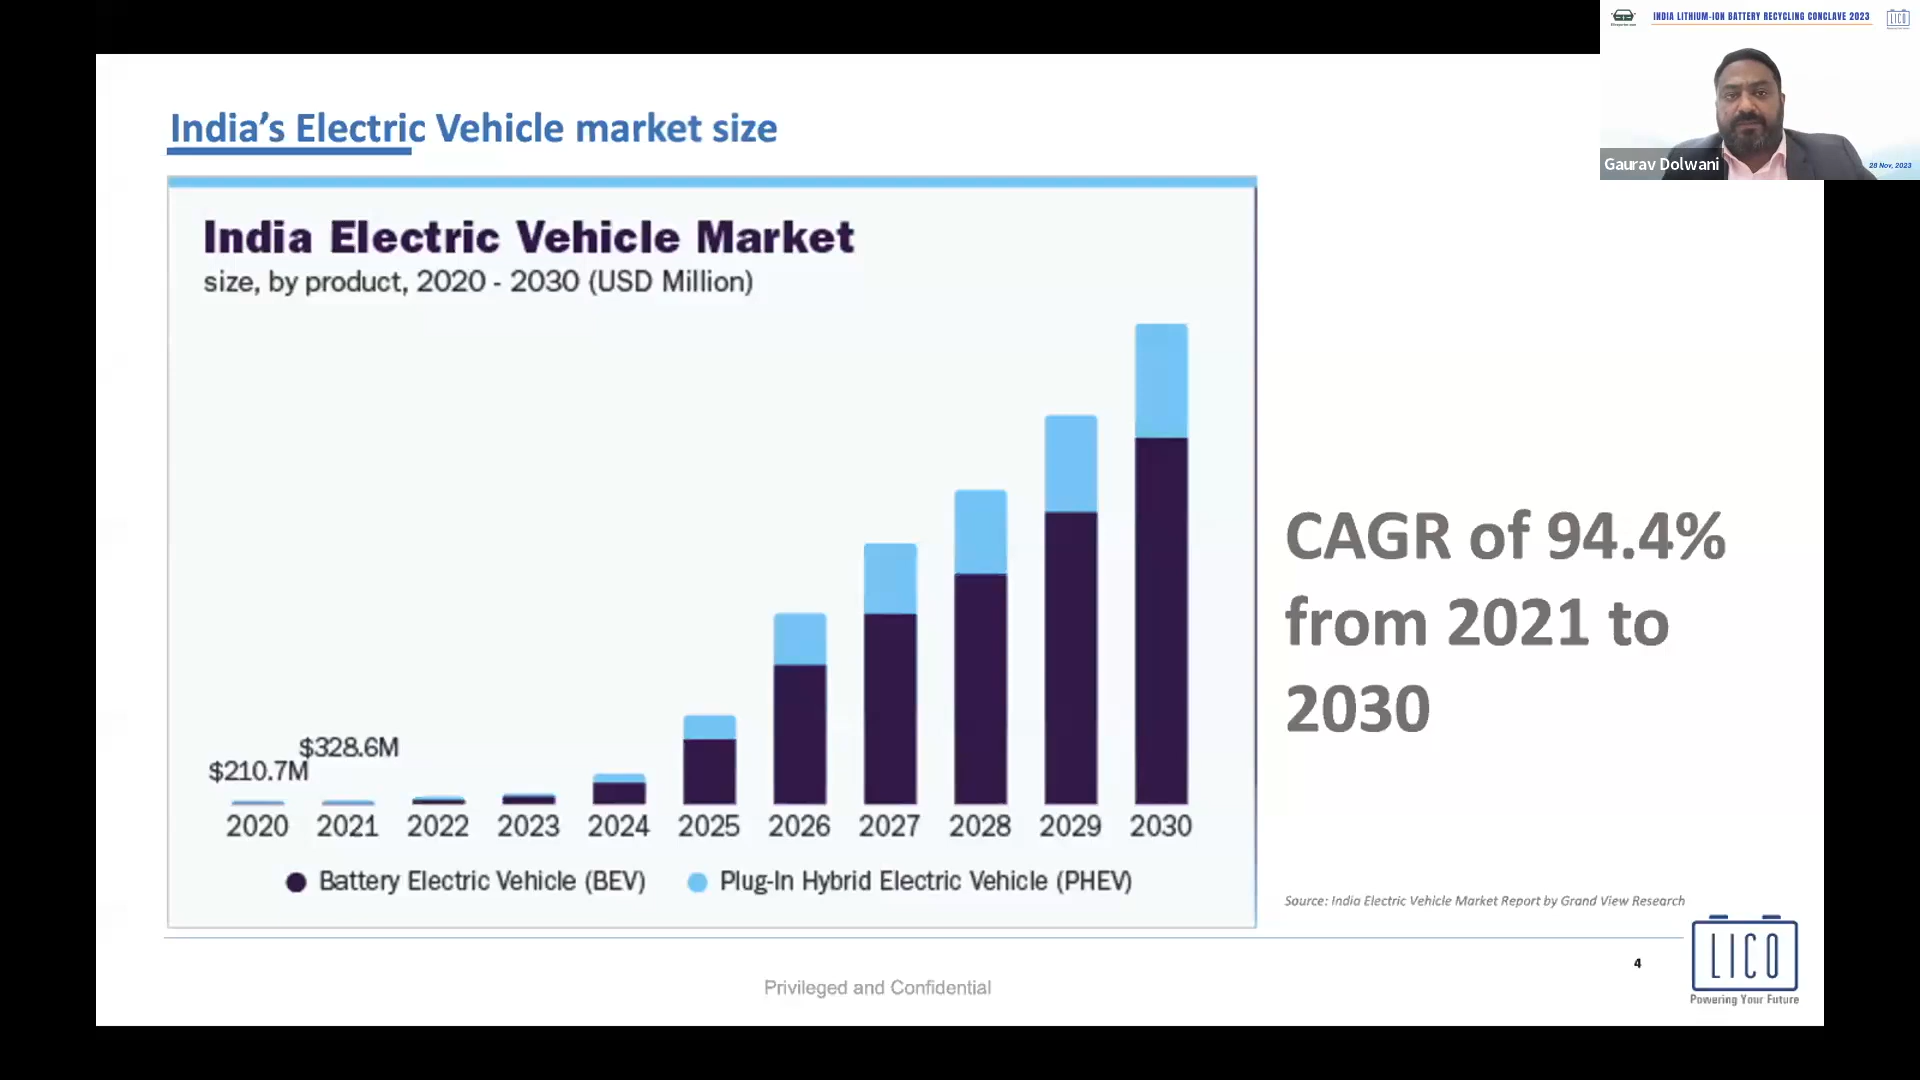 INDIA LITHIUM-ION BATTERY RECYCLING CONCLAVE 2023
LICO
Gaurav Dolwani
28 Nov, 2023
India's Electric Vehicle market size
India Electric Vehicle Market
size, by product, 2020 - 2030 (USD Million)
$210.7M
$328.6M
2020 2021 2022 2023 2024 2025 2026 2027 2028 2029 2030
Battery Electric Vehicle (BEV) Plug-In Hybrid Electric Vehicle (PHEV)
CAGR of 94.4%
from 2021 to
2030
Source: India Electric Vehicle Market Report by Grand View Research
4
LICO
Powering Your Future
Privileged and Confidential